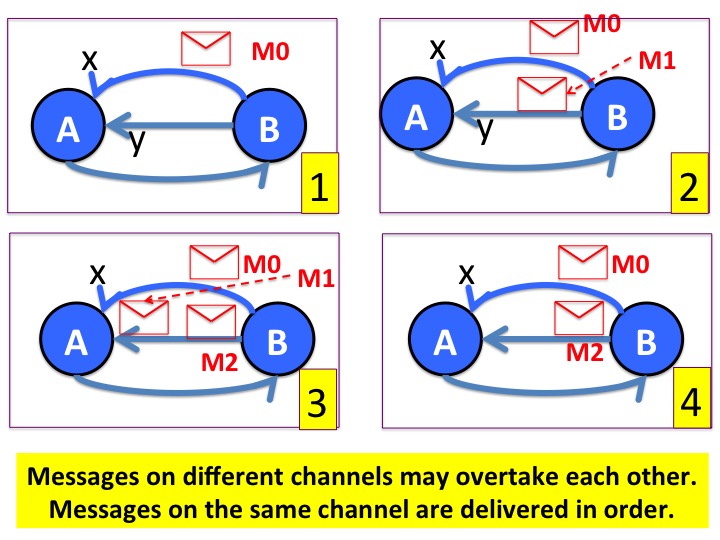 x
M0
A
y
B
1
x
M0
M1
A
y
B
2
x
M0
M1
A
B
M2
3
x
M0
A
B
M2
4
Messages on different channels may overtake each other.
Messages on the same channel are delivered in order.